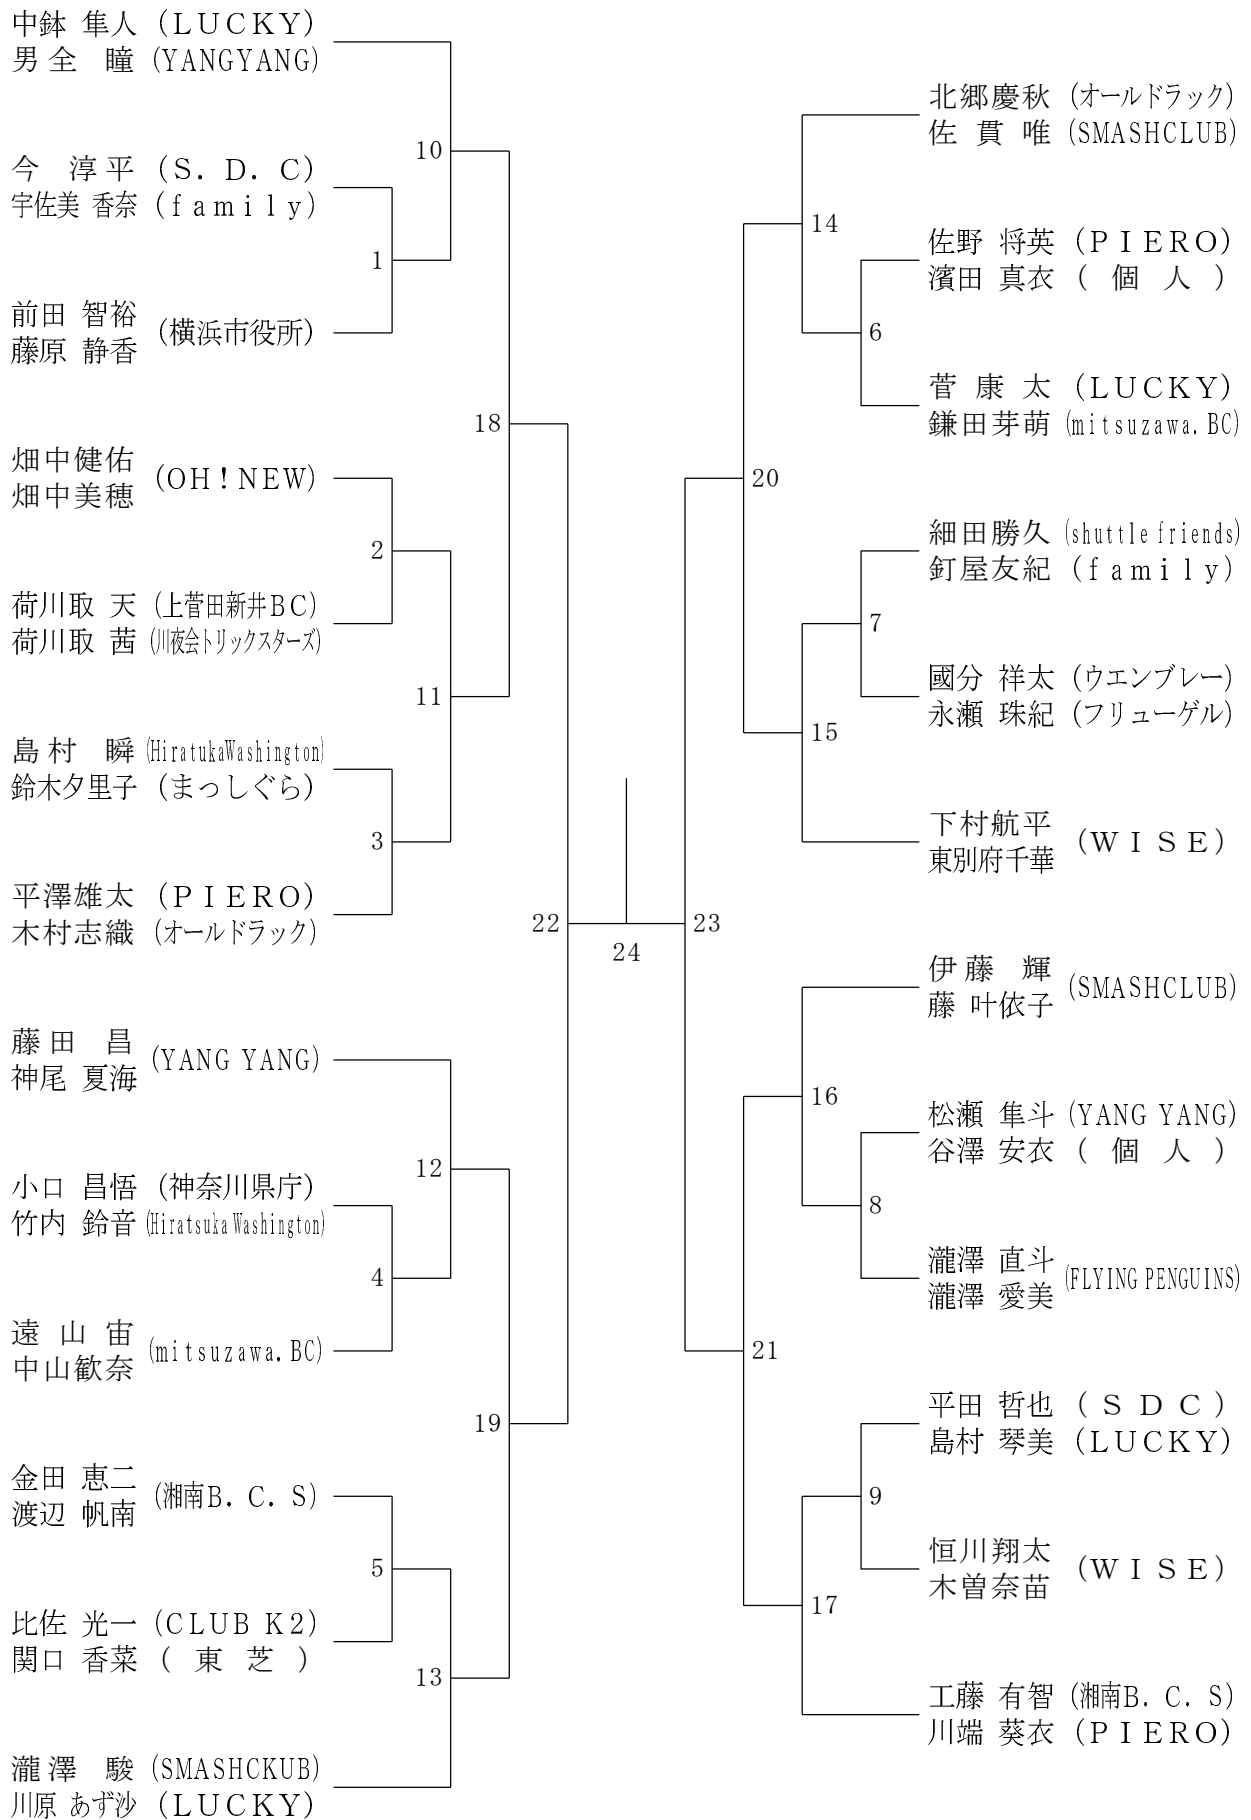 中鉢 隼人 (LUCKY)
男全 瞳 (YANGYANG)
今 淳平 (S. D. C)
宇佐美 香奈 (family)
前田 智裕
藤原 静香
(横浜市役所)
畑中健佑
畑中美穂
(OH!NEW)
荷川取 天 (上菅田新井BC)
荷川取 茜 (川夜会トリックスターズ)
島村 瞬 (HiratukaWashington)
鈴木夕里子 (まっしぐら)
平澤雄太 (PIERO)
木村志織 (オールドラック)
藤田 昌
神尾 夏海
(YANG YANG)
小口 昌悟 (神奈川県庁)
竹内 鈴音 (Hiratsuka Washington)
遠山宙
中山歓奈
(mitsuzawa. BC)
金田 恵二
渡辺 帆南
(湘南B. C. S)
比佐 光一 (CLUB K2)
関口 香菜 (東芝)
瀧澤 駿 (SMASHCKUB)
川原 あず沙 (LUCKY)
10
1
18
2
11
3
22
12
4
19
5
13
24
23
14
6
20
7
15
16
8
21
9
17
北郷慶秋 (オールドラック)
佐貫唯 (SMASHCLUB)
佐野 将英 (PIERO)
濱田 真衣 (個人)
菅康太 (LUCKY)
鎌田芽萌 (mitsuzawa. BC)
細田勝久 (shuttle friends)
釘屋友紀 (family)
國分 祥太 (ウエンブレー)
永瀬 珠紀 (フリューゲル)
下村航平
東別府千華
(WISE)
伊藤 輝
藤 叶依子
(SMASHCLUB)
松瀬 隼斗 (YANG YANG)
谷澤 安衣 (個人)
瀧澤 直斗
瀧澤 愛美
(FLYING PENGUINS)
平田 哲也 (SDC)
島村 琴美 (LUCKY)
恒川翔太
木曽奈苗
(WISE)
工藤 有智 (湘南B. C. S)
川端 葵衣 (PIERO)